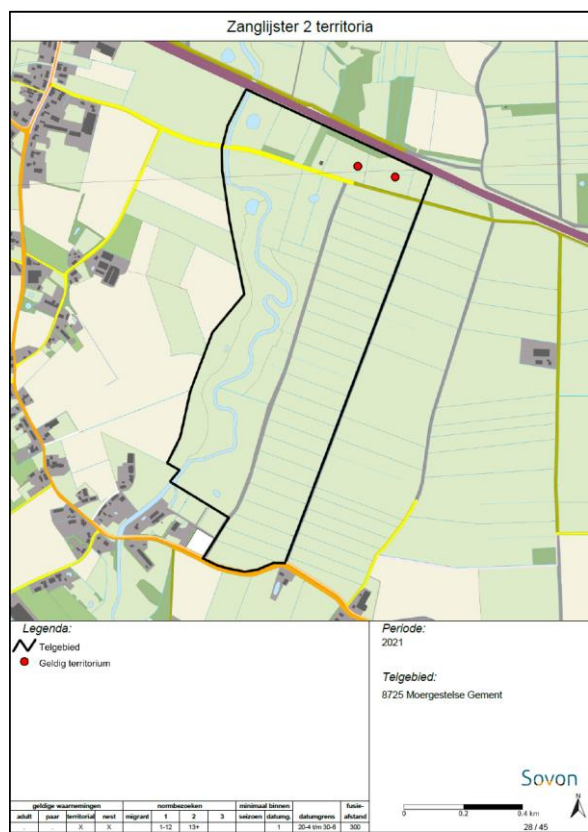 Zanglijster 2 territoria
Legenda:
Telgebied
Geldig territorium
Periode:
2021
Telgebied:
8725 Moergestelse Gement
Sovon
0 0.2 0.4 km
N
28 / 45
geldige waarnemingen normbezoeken minimaal binnen fusie-
adult paar territoriaal nest migrant 1 2 3 seizoen datumg. datumgrens afstand
. . X X 1-12 13+ 1 20-4 t/m 30-6 300